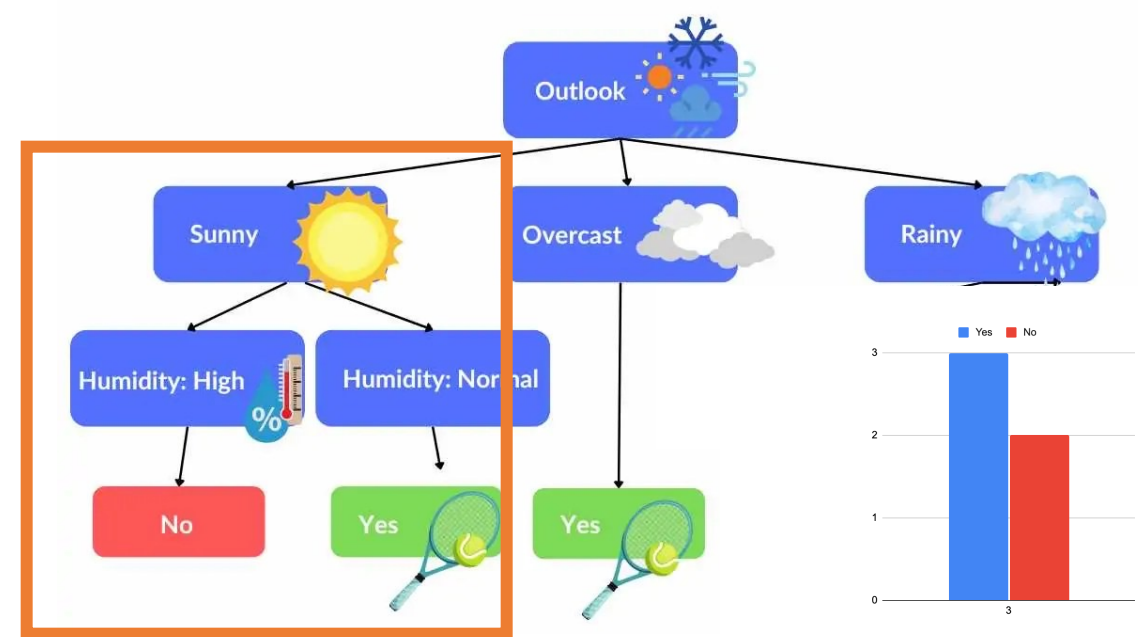 Outlook
Sunny
Overcast
Rainy
Humidity: High
Humidity: Normal
%
No
Yes
Yes
Yes No
3
2
1
0
3